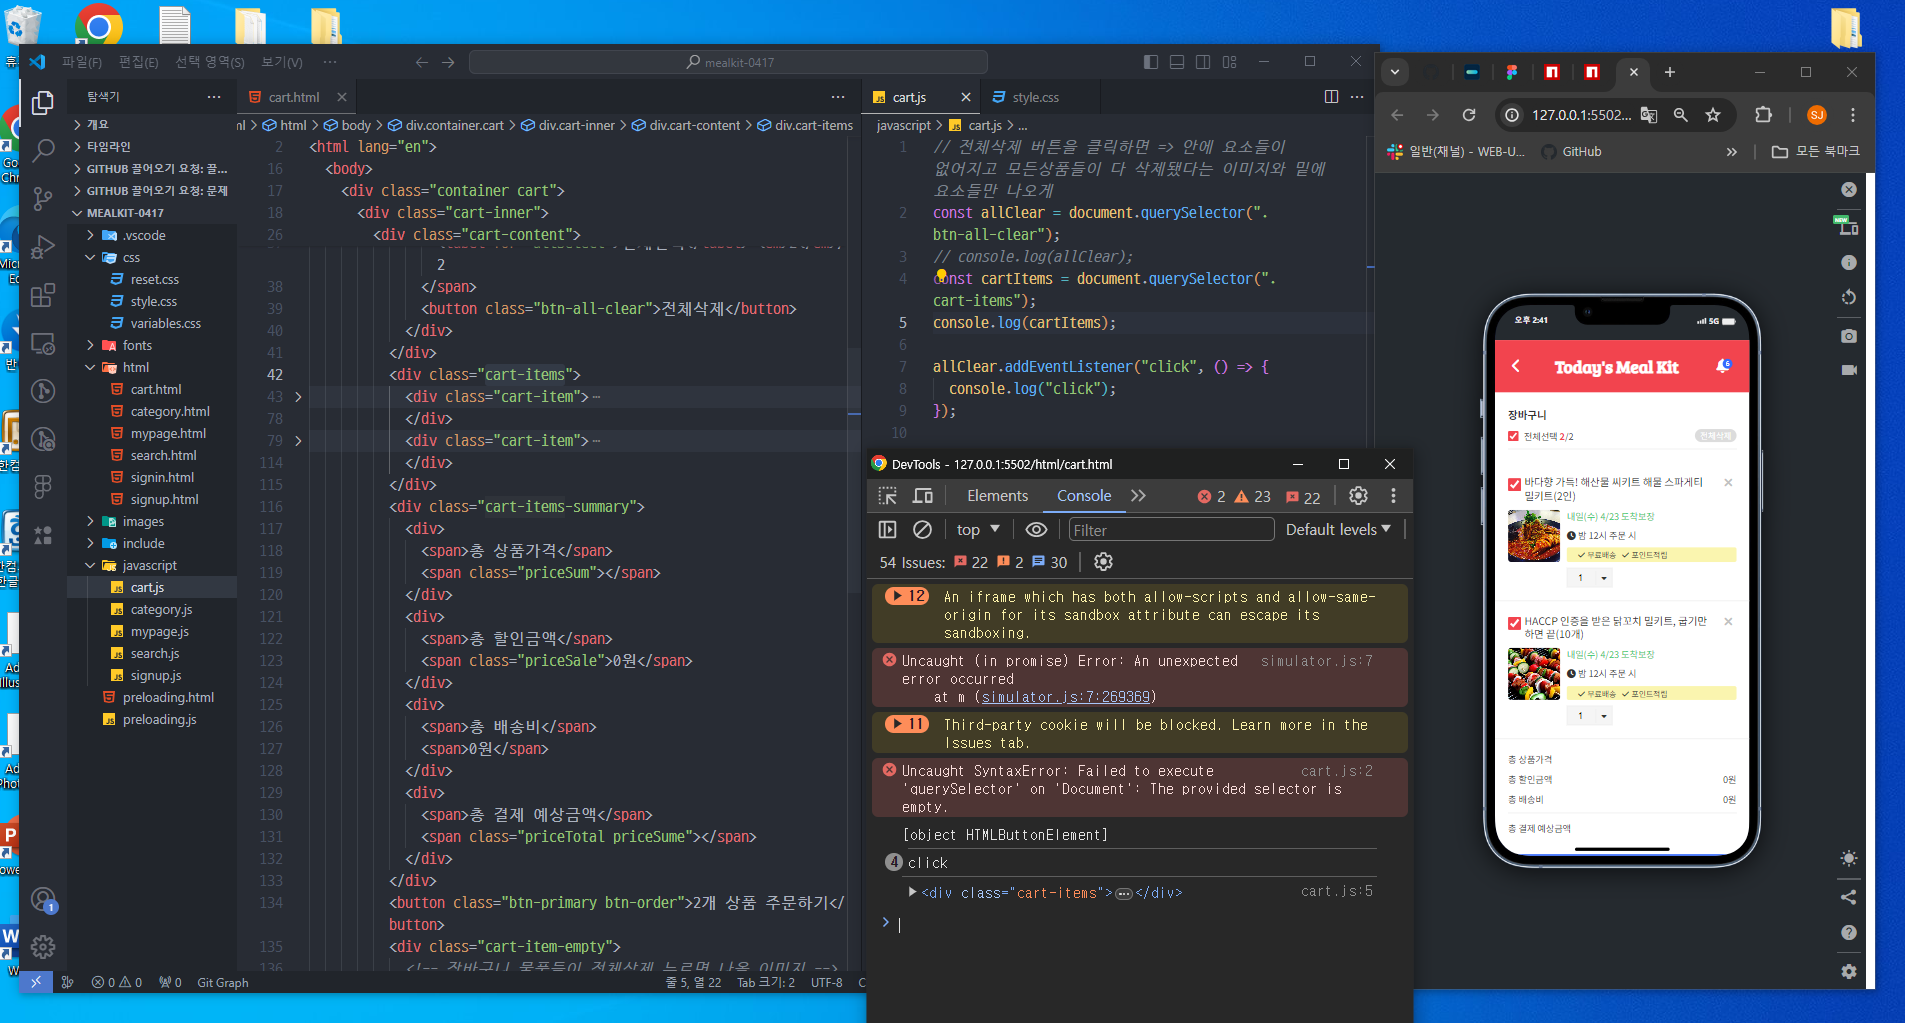 파일(F) 편집(E) 선택 영역(S) 보기(V) ···
mealkit-0417
탐색기
개요
타임라인
GITHUB 끌어오기 요청: 끌...
GITHUB 끌어오기 요청: 문제
MEALKIT-0417
.vscode
css
reset.css
style.css
variables.css
fonts
html
cart.html
category.html
mypage.html
search.html
signin.html
signup.html
images
include
javascript
cart.js
category.js
mypage.js
search.js
signup.js
preloading.html
preloading.js
cart.html
ml > html > body > div.container.cart > div.cart-inner > div.cart-content > div.cart-items
2 <html lang="en">
16 <body>
17 <div class="container cart">
18 <div class="cart-inner">
26 <div class="cart-content">
2
38 </span>
39 <button class="btn-all-clear">전체삭제</button>
40 </div>
41 </div>
42 <div class="cart-items">
43 <div class="cart-item">···
78 </div>
79 <div class="cart-item">···
114 </div>
115 </div>
116 <div class="cart-items-summary">
117 <div>
118 <span>총 상품가격</span>
119 <span class="priceSum"></span>
120 </div>
121 <div>
122 <span>총 할인금액</span>
123 <span class="priceSale">0원</span>
124 </div>
125 <div>
126 <span>총 배송비</span>
127 <span>0원</span>
128 </div>
129 <div>
130 <span>총 결제 예상금액</span>
131 <span class="priceTotal priceSume"></span>
132 </div>
133 </div>
134 <button class="btn-primary btn-order">2개 상품 주문하기</
button>
135 <div class="cart-item-empty">
136 <!-- 장바구니 물품들이 전체삭제 누르면 나올 이미지 -->
cart.js style.css
javascript > cart.js > ...
1 // 전체삭제 버튼을 클릭하면 => 안에 요소들이
없어지고 모든상품들이 다 삭제됐다는 이미지와 밑에
요소들만 나오게
2 const allClear = document.querySelector(".
btn-all-clear");
3 // console.log(allClear);
4 const cartItems = document.querySelector(".
cart-items");
5 console.log(cartItems);
6
7 allClear.addEventListener("click", () => {
8 console.log("click");
9 });
10
0 0 0 Git Graph 줄 5, 열 22 Tab 크기: 2 UTF-8
DevTools - 127.0.0.1:5502/html/cart.html
Elements Console 2 23 22
top Filter Default levels
54 Issues: 22 2 30
12 An iframe which has both allow-scripts and allow-same-
origin for its sandbox attribute can escape its
sandboxing.
Uncaught (in promise) Error: An unexpected simulator.js:7
error occurred
at m (simulator.js:7:269369)
11 Third-party cookie will be blocked. Learn more in the
Issues tab.
Uncaught SyntaxError: Failed to execute cart.js:2
'querySelector' on 'Document': The provided selector is
empty.
[object HTMLButtonElement]
4 click
<div class="cart-items">···</div> cart.js:5
127.0.0.1:5502... SJ
일반(채널) - WEB-U... GitHub 모든 북마크
NEW
오후 2:41 5G
Today's Meal Kit 6
장바구니
전체선택 2/2 전체삭제
바다향 가득! 해산물 씨키트 해물 스파게티
밀키트(2인)
내일(수) 4/23 도착보장
밤 12시 주문 시
무료배송 포인트적립
1
HACCP 인증을 받은 닭꼬치 밀키트, 굽기만
하면 끝(10개)
내일(수) 4/23 도착보장
밤 12시 주문 시
무료배송 포인트적립
1
총 상품가격
총 할인금액 0원
총 배송비 0원
총 결제 예상금액